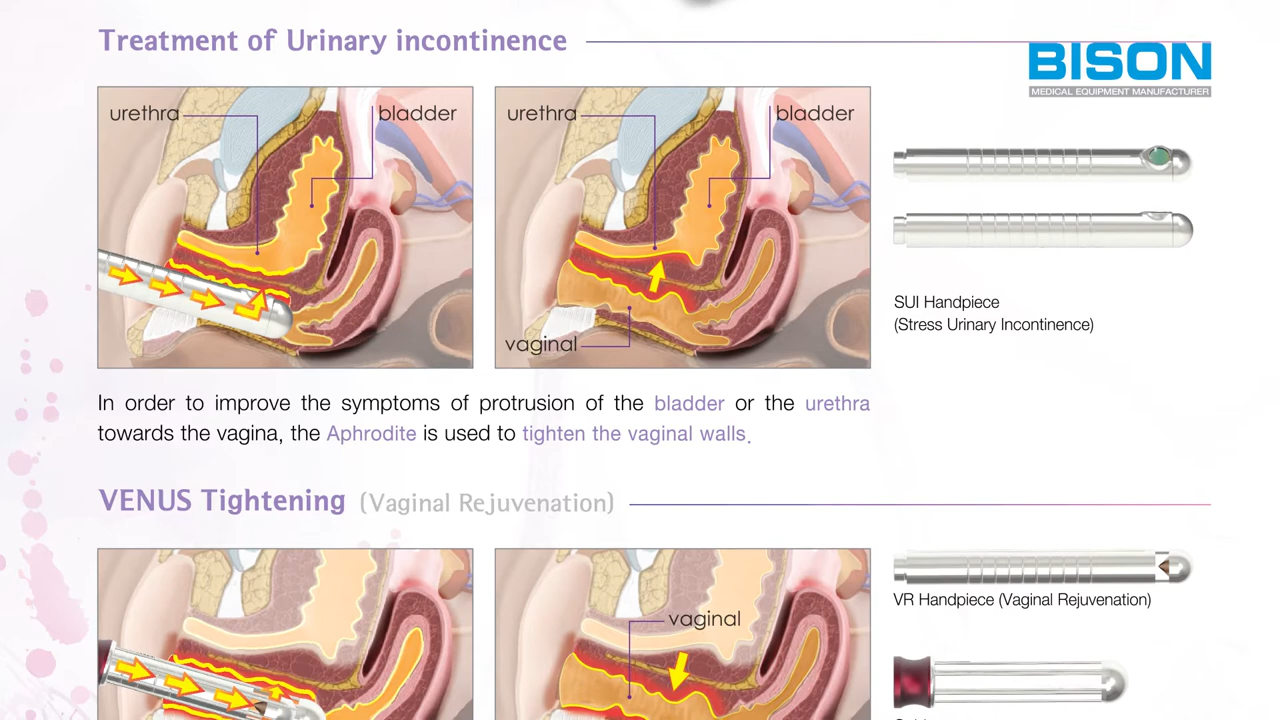 Treatment of Urinary incontinence
BISON
MEDICAL EQUIPMENT MANUFACTURER
urethra
bladder
urethra
bladder
vaginal
SUI Handpiece
(Stress Urinary Incontinence)
In order to improve the symptoms of protrusion of the bladder or the urethra
towards the vagina, the Aphrodite is used to tighten the vaginal walls.
VENUS Tightening (Vaginal Rejuvenation)
VR Handpiece (Vaginal Rejuvenation)
vaginal